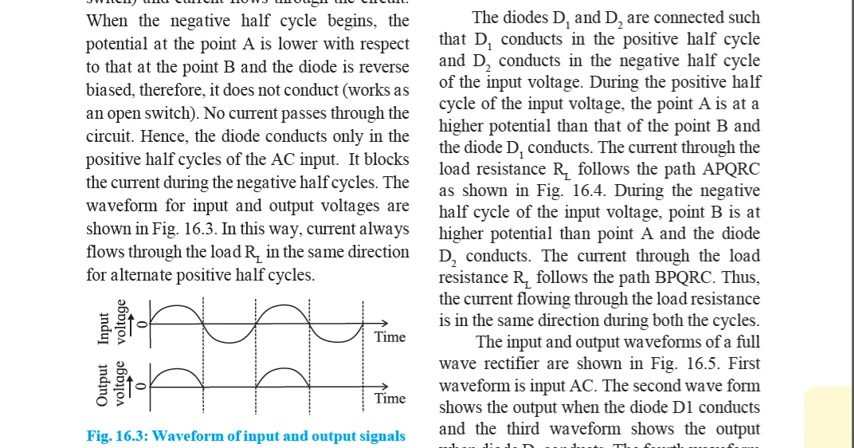 When the negative half cycle begins, the
potential at the point A is lower with respect
to that at the point B and the diode is reverse
biased, therefore, it does not conduct (works as
an open switch). No current passes through the
circuit. Hence, the diode conducts only in the
positive half cycles of the AC input. It blocks
the current during the negative half cycles. The
waveform for input and output voltages are
shown in Fig. 16.3. In this way, current always
flows through the load R_L in the same direction
for alternate positive half cycles.
Input
voltage
0
Time
Output
voltage
0
Time
Fig. 16.3: Waveform of input and output signals
The diodes D₁ and D₂ are connected such
that D₁ conducts in the positive half cycle
and D₂ conducts in the negative half cycle
of the input voltage. During the positive half
cycle of the input voltage, the point A is at a
higher potential than that of the point B and
the diode D₁ conducts. The current through the
load resistance R_L follows the path APQRC
as shown in Fig. 16.4. During the negative
half cycle of the input voltage, point B is at
higher potential than point A and the diode
D₂ conducts. The current through the load
resistance R_L follows the path BPQRC. Thus,
the current flowing through the load resistance
is in the same direction during both the cycles.
The input and output waveforms of a full
wave rectifier are shown in Fig. 16.5. First
waveform is input AC. The second wave form
shows the output when the diode D1 conducts
and the third waveform shows the output